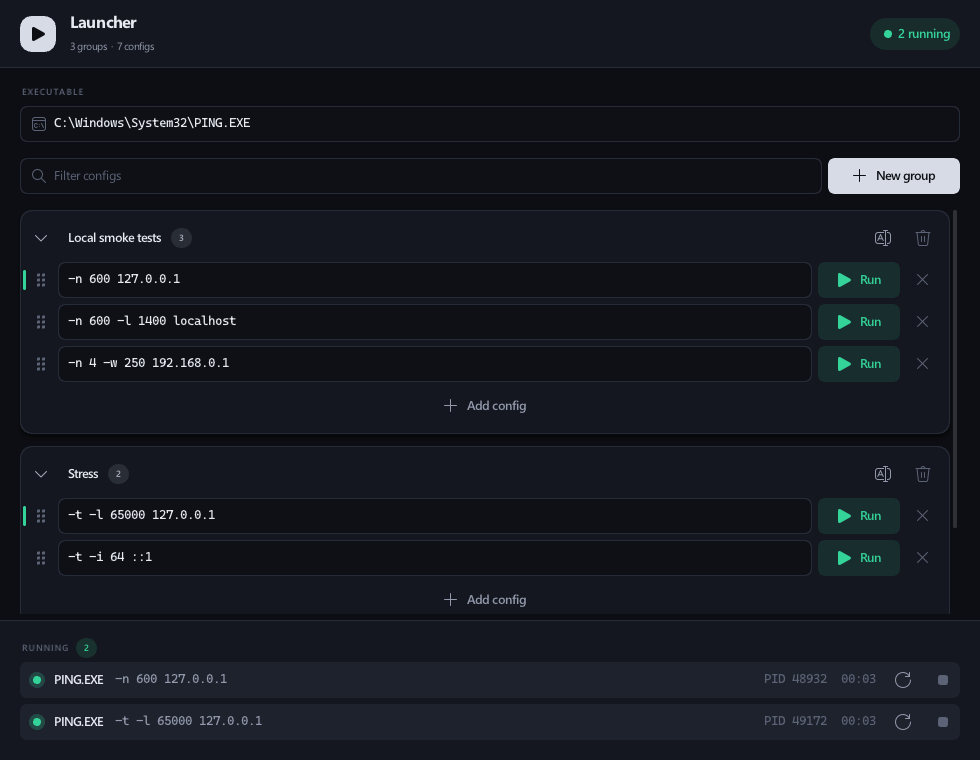 Launcher
3 groups · 7 configs
2 running
EXECUTABLE
C:\Windows\System32\PING.EXE
Filter configs
New group
Local smoke tests 3
-n 600 127.0.0.1 Run
-n 600 -l 1400 localhost Run
-n 4 -w 250 192.168.0.1 Run
Add config
Stress 2
-t -l 65000 127.0.0.1 Run
-t -i 64 ::1 Run
Add config
RUNNING 2
PING.EXE -n 600 127.0.0.1 PID 48932 00:03
PING.EXE -t -l 65000 127.0.0.1 PID 49172 00:03